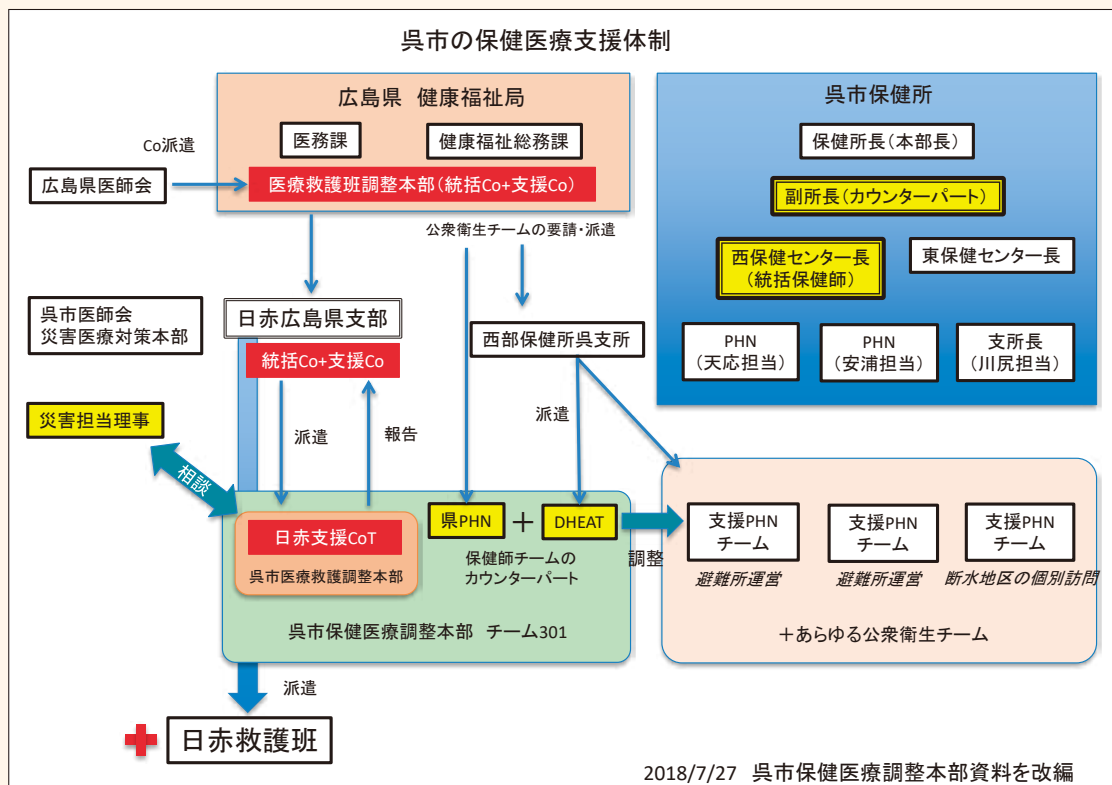 呉市の保健医療支援体制
広島県 健康福祉局
医務課
健康福祉総務課
医療救護班調整本部(統括Co+支援Co)
Co派遣
広島県医師会
公衆衛生チームの要請・派遣
呉市保健所
保健所長(本部長)
副所長(カウンターパート)
西保健センター長
(統括保健師)
東保健センター長
PHN
(天応担当)
PHN
(安浦担当)
支所長
(川尻担当)
呉市医師会
災害医療対策本部
日赤広島県支部
統括Co+支援Co
西部保健所呉支所
災害担当理事
相談
派遣
報告
派遣
日赤支援CoT
呉市医療救護調整本部
県PHN
+
DHEAT
保健師チームの
カウンターパート
調整
呉市保健医療調整本部 チーム301
支援PHN
チーム
避難所運営
支援PHN
チーム
避難所運営
支援PHN
チーム
断水地区の個別訪問
+あらゆる公衆衛生チーム
派遣
日赤救護班
2018/7/27 呉市保健医療調整本部資料を改編